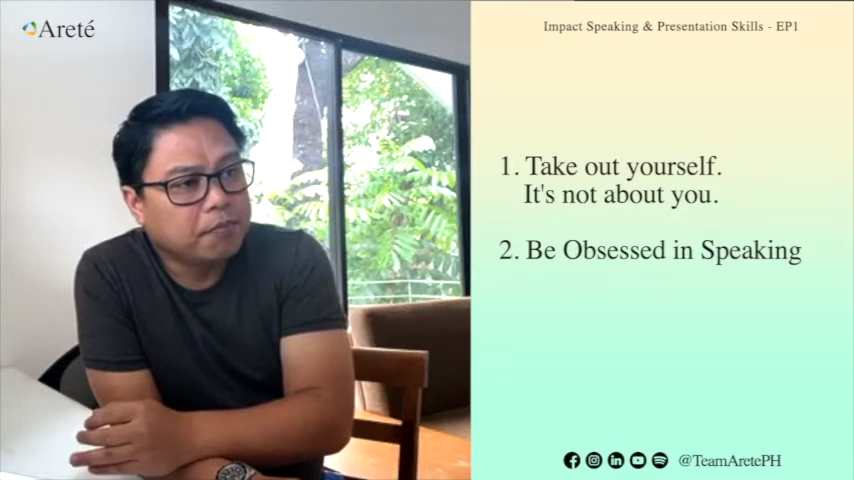 Areté
Impact Speaking & Presentation Skills - EP1
1. Take out yourself.
It's not about you.
2. Be Obsessed in Speaking
@TeamAretePH